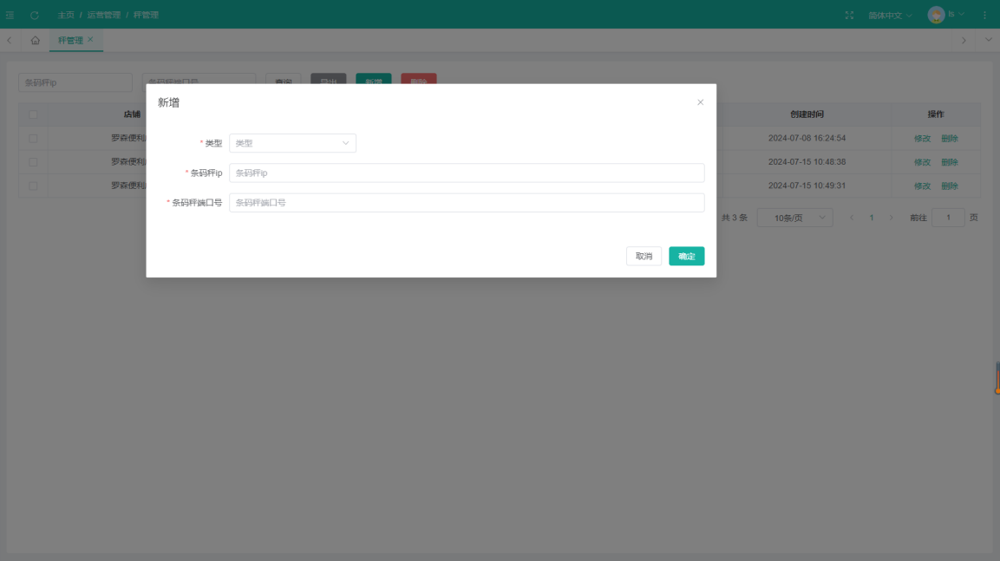 主页 / 运营管理 / 秤管理
简体中文
ls
秤管理
条码秤ip
条码秤端口号
查询
导出
新增
删除
店铺
创建时间
操作
罗森便利
2024-07-08 16:24:54
修改
删除
罗森便利
2024-07-15 10:48:38
修改
删除
罗森便利
2024-07-15 10:49:31
修改
删除
共 3 条
10条/页
1
前往
1
页
新增
* 类型
类型
* 条码秤ip
条码秤ip
* 条码秤端口号
条码秤端口号
取消
确定